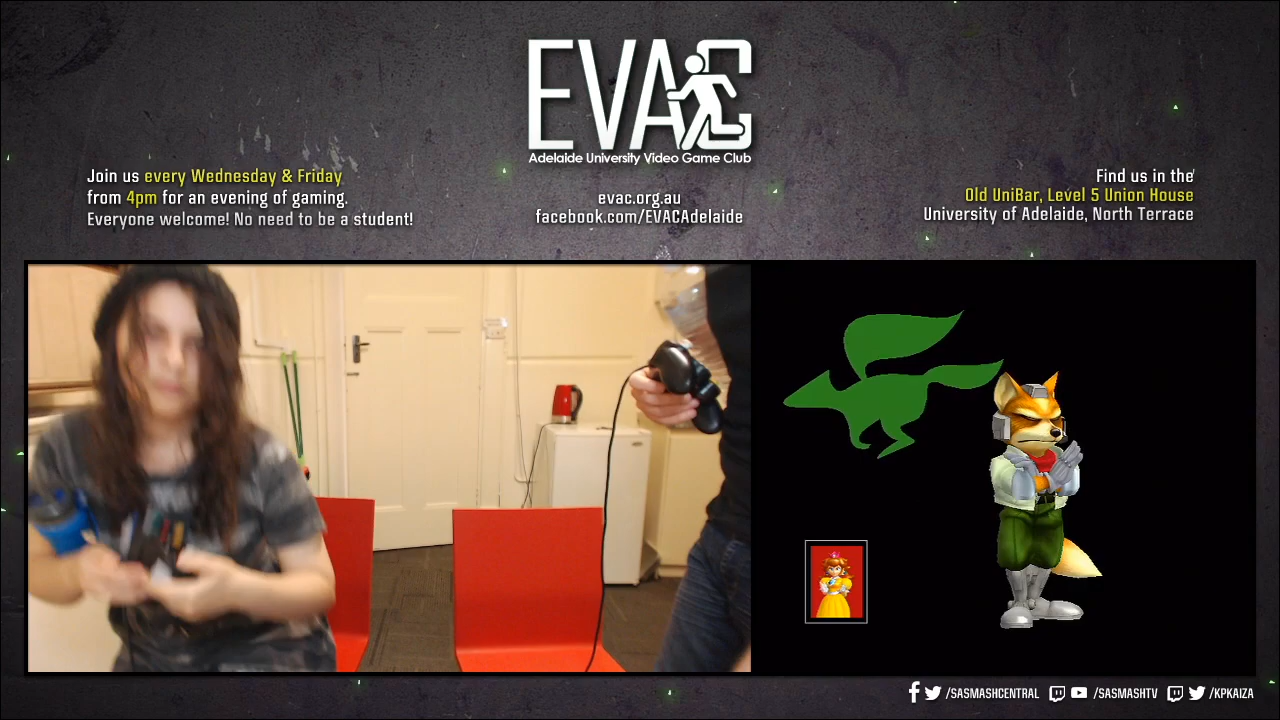 EVAC
Adelaide University Video Game Club
Join us every Wednesday & Friday
from 4pm for an evening of gaming.
Everyone welcome! No need to be a student!
evac.org.au
facebook.com/EVACAdelaide
Find us in the
Old UniBar, Level 5 Union House
University of Adelaide, North Terrace
/SASMASHCENTRAL /SASMASHTV /KPKAIZA